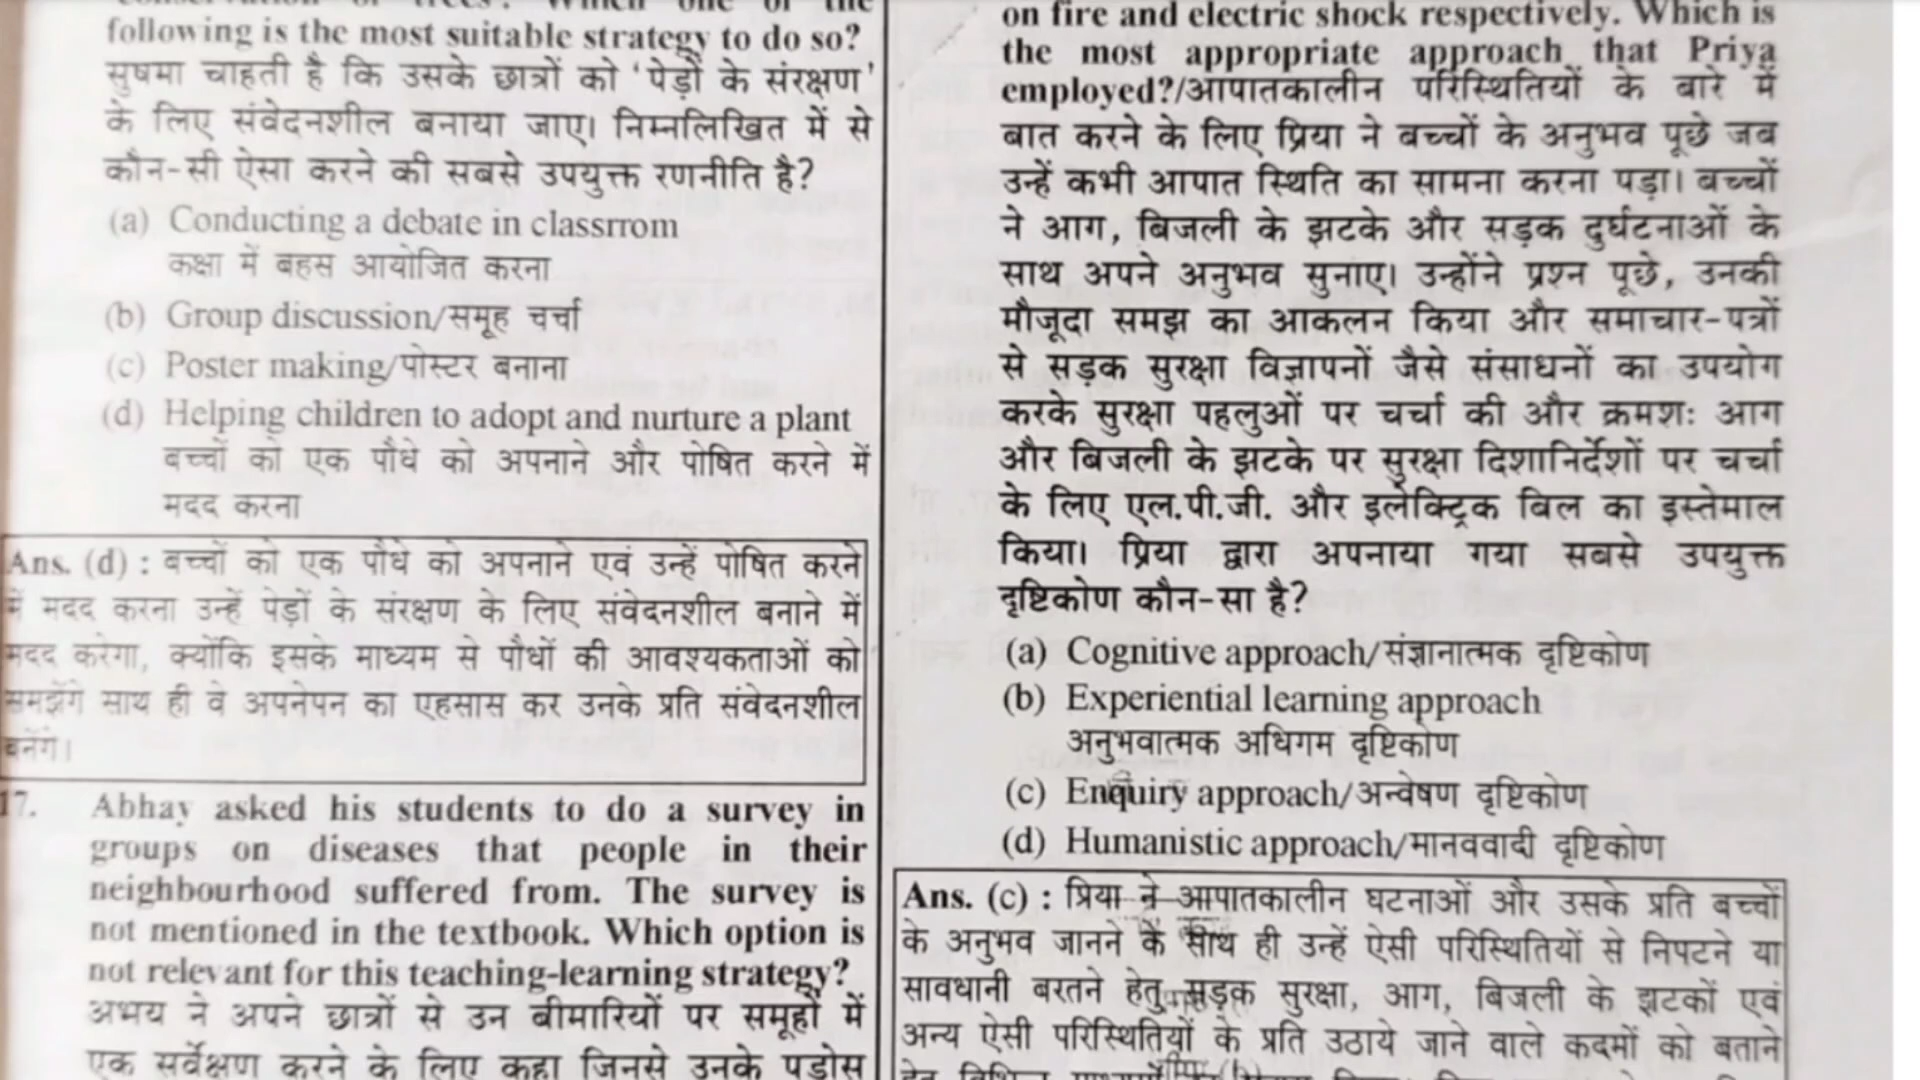 following is the most suitable strategy to do so?
सुषमा चाहती है कि उसके छात्रों को 'पेड़ों के संरक्षण'
के लिए संवेदनशील बनाया जाए। निम्नलिखित में से
कौन-सी ऐसा करने की सबसे उपयुक्त रणनीति है?
(a) Conducting a debate in classrrom
कक्षा में बहस आयोजित करना
(b) Group discussion/समूह चर्चा
(c) Poster making/पोस्टर बनाना
(d) Helping children to adopt and nurture a plant
बच्चों को एक पौधे को अपनाने और पोषित करने में
मदद करना
Ans. (d) : बच्चों को एक पौधे को अपनाने एवं उन्हें पोषित करने
में मदद करना उन्हें पेड़ों के संरक्षण के लिए संवेदनशील बनाने में
मदद करेगा, क्योंकि इसके माध्यम से पौधों की आवश्यकताओं को
समझेंगे साथ ही वे अपनेपन का एहसास कर उनके प्रति संवेदनशील
बनेंगे।
17. Abhay asked his students to do a survey in
groups on diseases that people in their
neighbourhood suffered from. The survey is
not mentioned in the textbook. Which option is
not relevant for this teaching-learning strategy?
अभय ने अपने छात्रों से उन बीमारियों पर समूहों में
एक सर्वेक्षण करने के लिए कहा जिनसे उनके पड़ोस
on fire and electric shock respectively. Which is
the most appropriate approach that Priya
employed?/आपातकालीन परिस्थितियों के बारे में
बात करने के लिए प्रिया ने बच्चों के अनुभव पूछे जब
उन्हें कभी आपात स्थिति का सामना करना पड़ा। बच्चों
ने आग, बिजली के झटके और सड़क दुर्घटनाओं के
साथ अपने अनुभव सुनाए। उन्होंने प्रश्न पूछे, उनकी
मौजूदा समझ का आकलन किया और समाचार-पत्रों
से सड़क सुरक्षा विज्ञापनों जैसे संसाधनों का उपयोग
करके सुरक्षा पहलुओं पर चर्चा की और क्रमशः आग
और बिजली के झटके पर सुरक्षा दिशानिर्देशों पर चर्चा
के लिए एल.पी.जी. और इलेक्ट्रिक बिल का इस्तेमाल
किया। प्रिया द्वारा अपनाया गया सबसे उपयुक्त
दृष्टिकोण कौन-सा है?
(a) Cognitive approach/संज्ञानात्मक दृष्टिकोण
(b) Experiential learning approach
अनुभवात्मक अधिगम दृष्टिकोण
(c) Enquiry approach/अन्वेषण दृष्टिकोण
(d) Humanistic approach/मानववादी दृष्टिकोण
Ans. (c) : प्रिया ने आपातकालीन घटनाओं और उसके प्रति बच्चों
के अनुभव जानने के साथ ही उन्हें ऐसी परिस्थितियों से निपटने या
सावधानी बरतने हेतु सड़क सुरक्षा, आग, बिजली के झटकों एवं
अन्य ऐसी परिस्थितियों के प्रति उठाये जाने वाले कदमों को बताने